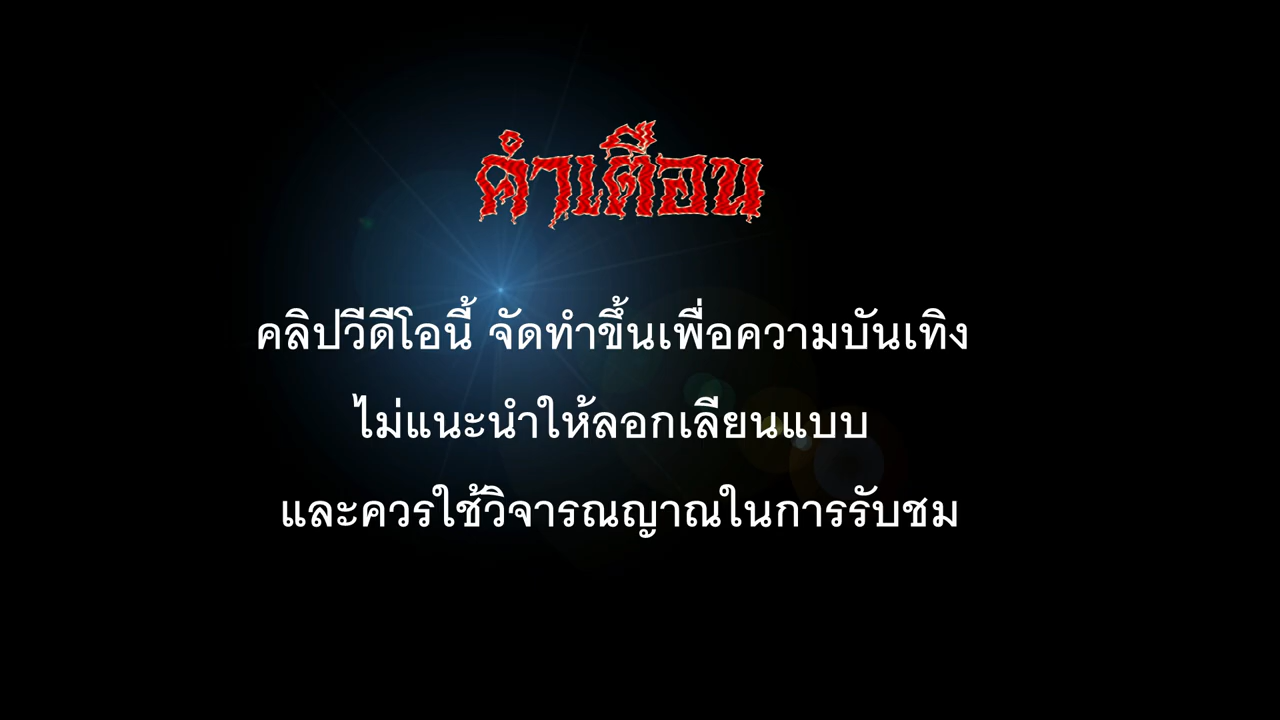 คำเตือน
คลิปวีดีโอนี้ จัดทำขึ้นเพื่อความบันเทิง
ไม่แนะนำให้ลอกเลียนแบบ
และควรใช้วิจารณญาณในการรับชม